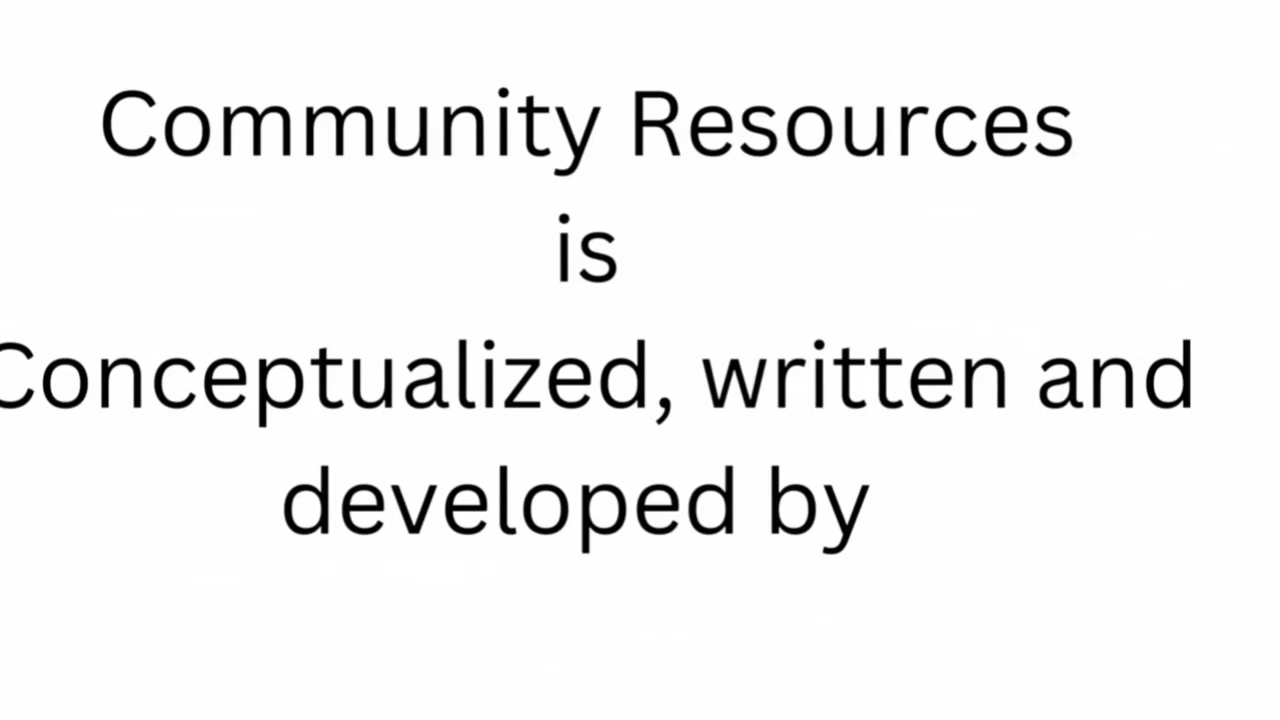 Community Resources
is
Conceptualized, written and
developed by